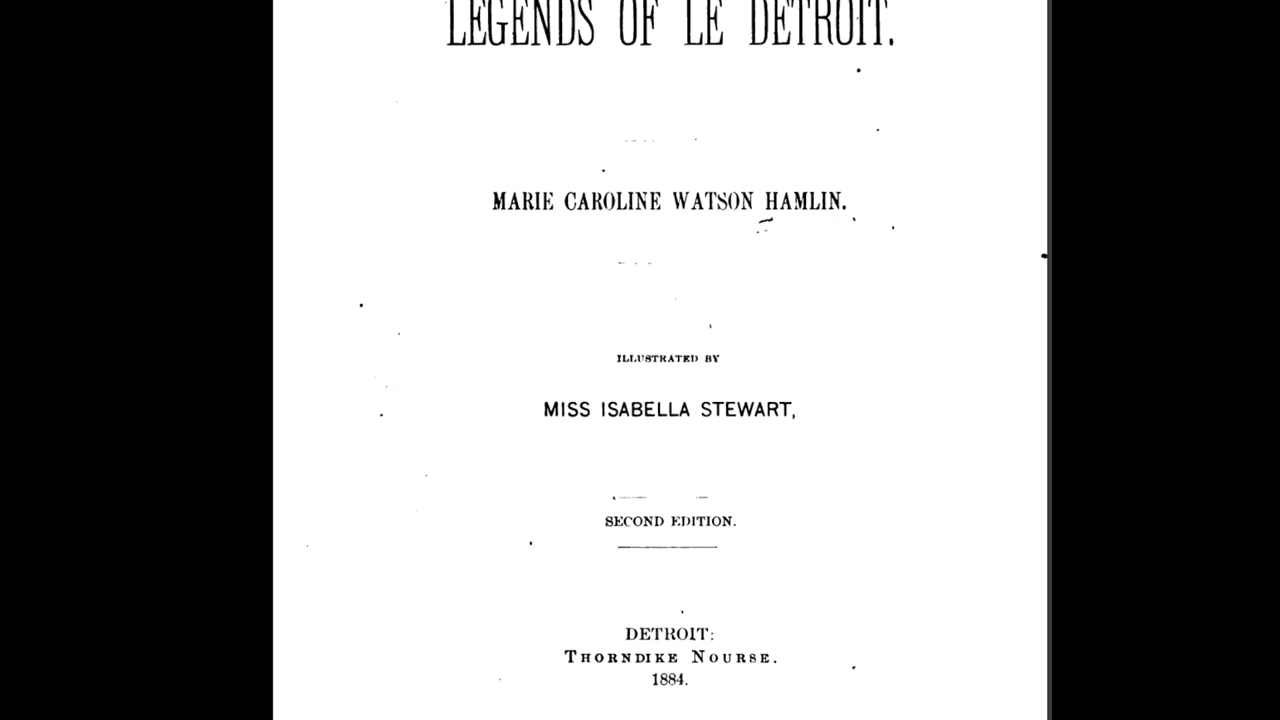 LEGENDS OF LE DETROIT.
MARIE CAROLINE WATSON HAMLIN.
ILLUSTRATED BY
MISS ISABELLA STEWART,
SECOND EDITION.
DETROIT:
THORNDIKE NOURSE.
1884.